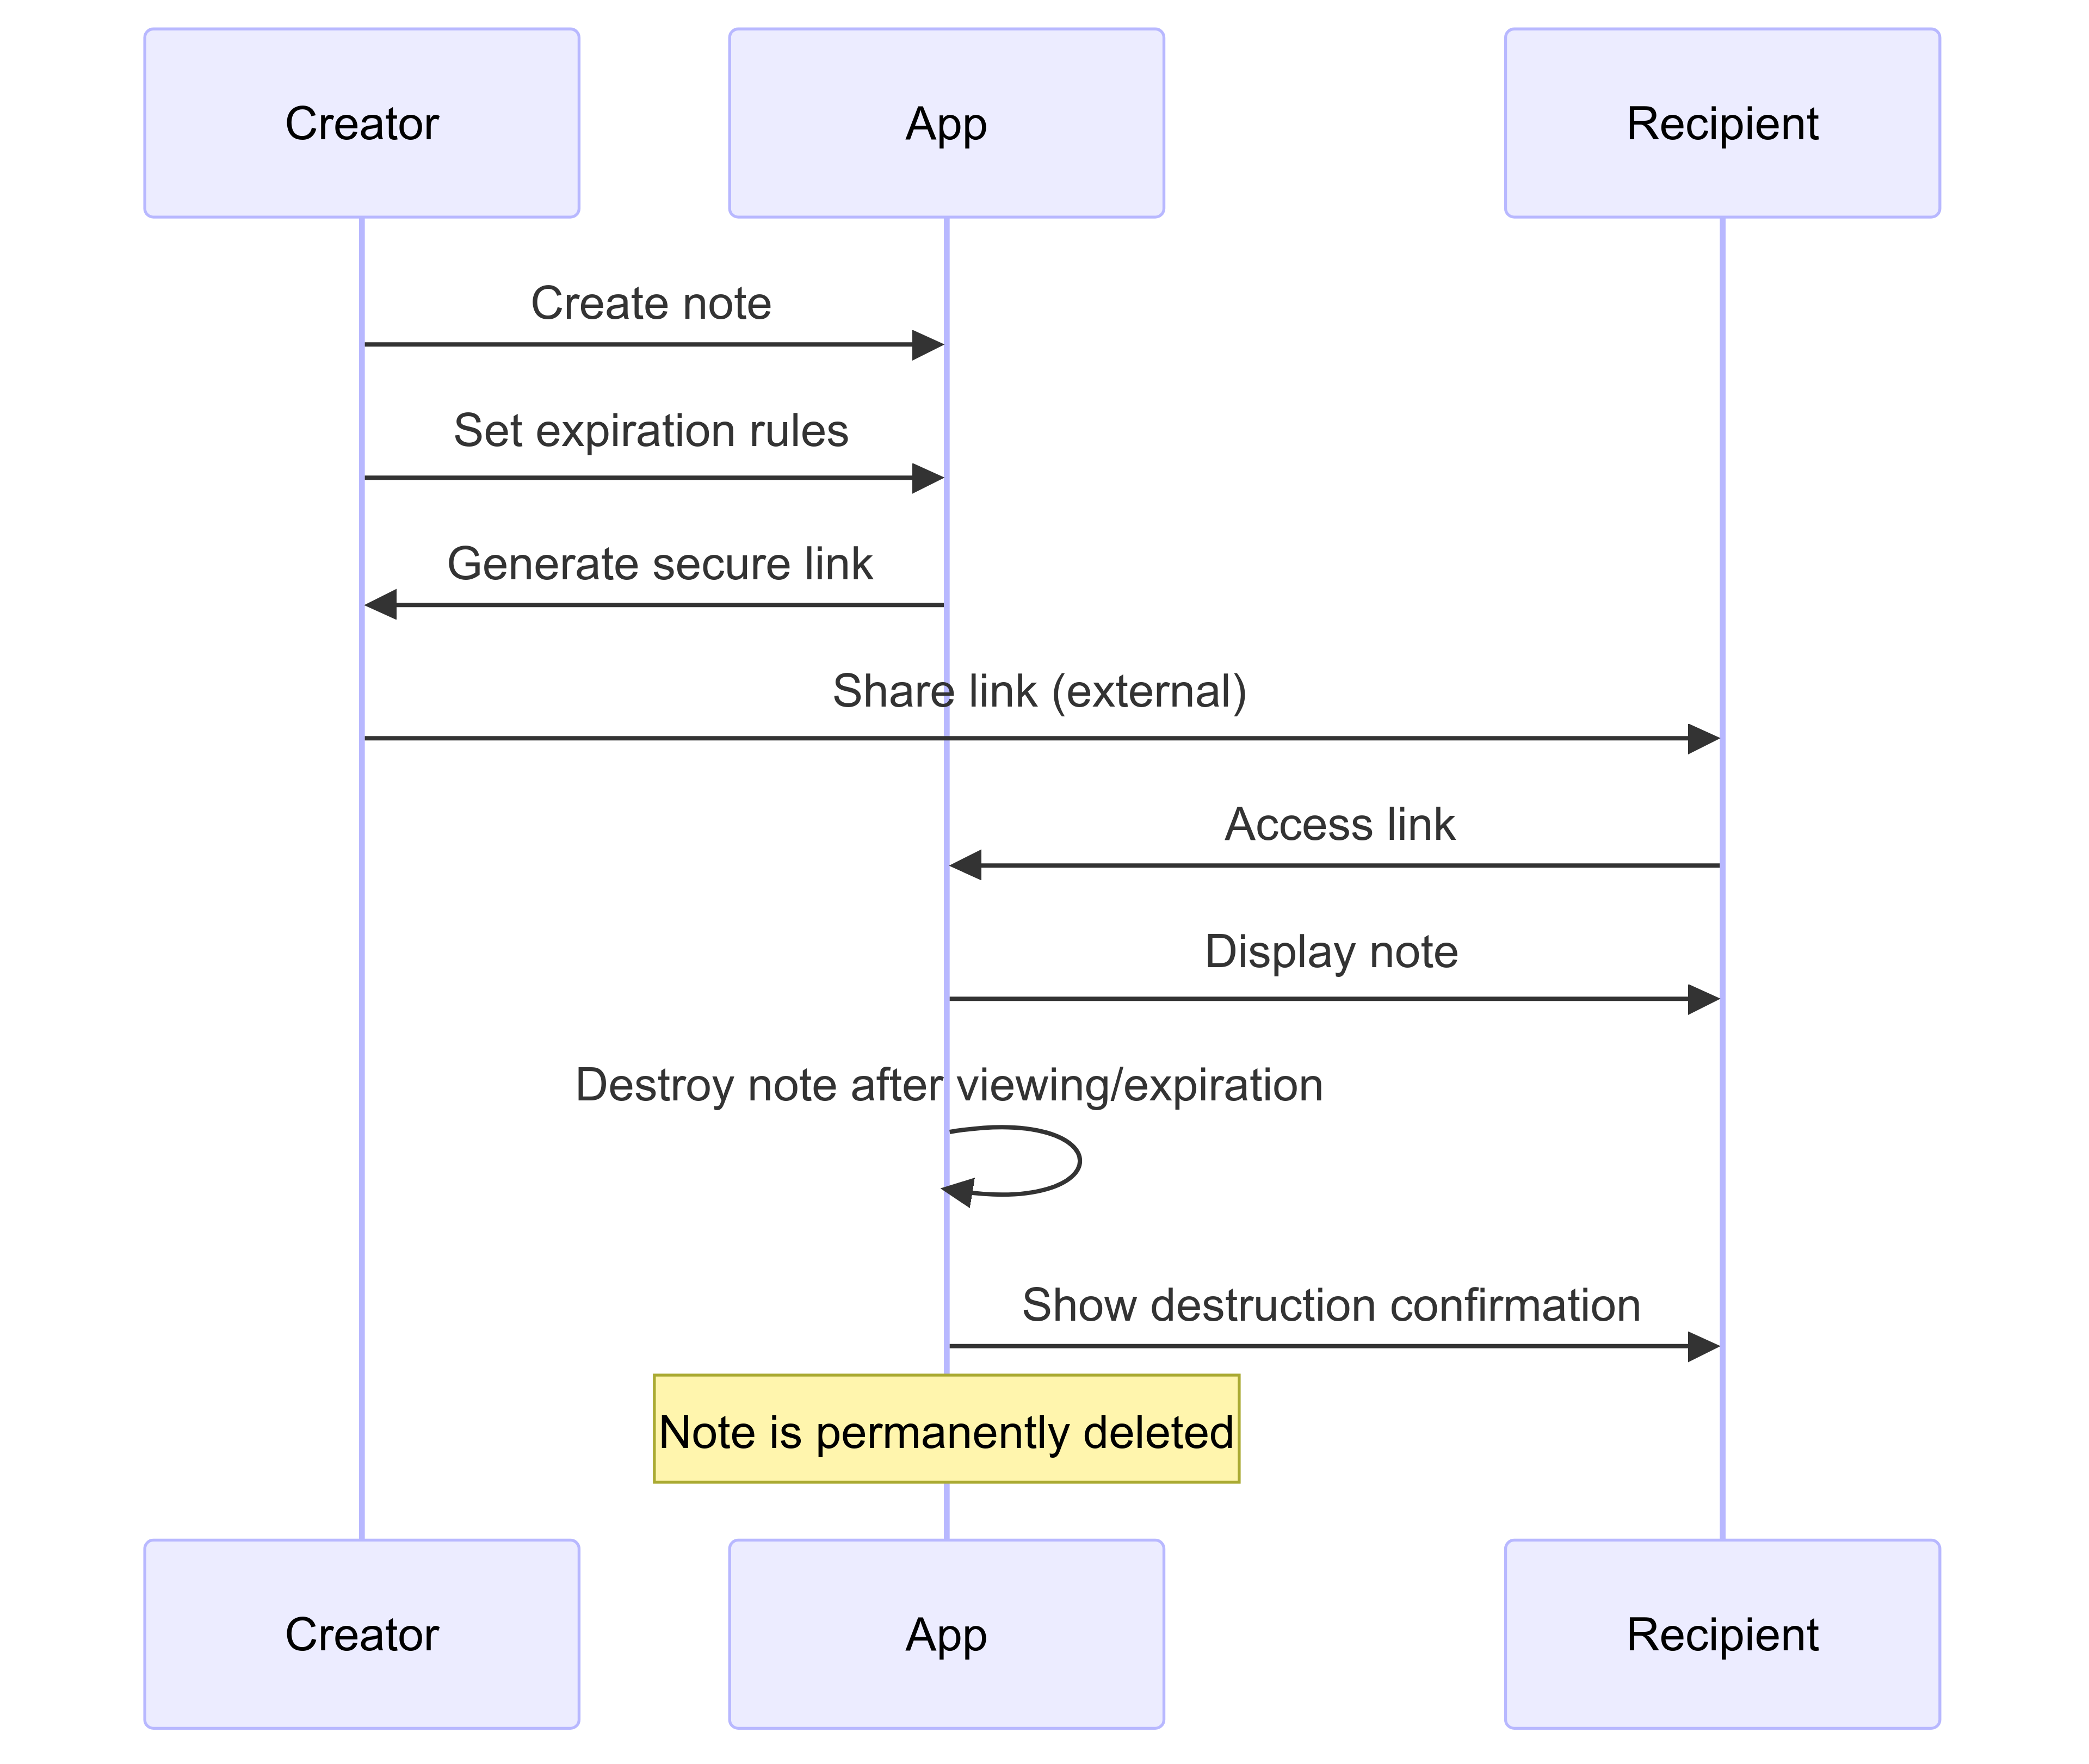 Creator
App
Recipient
Create note
Set expiration rules
Generate secure link
Share link (external)
Access link
Display note
Destroy note after viewing/expiration
Show destruction confirmation
Note is permanently deleted
Creator
App
Recipient